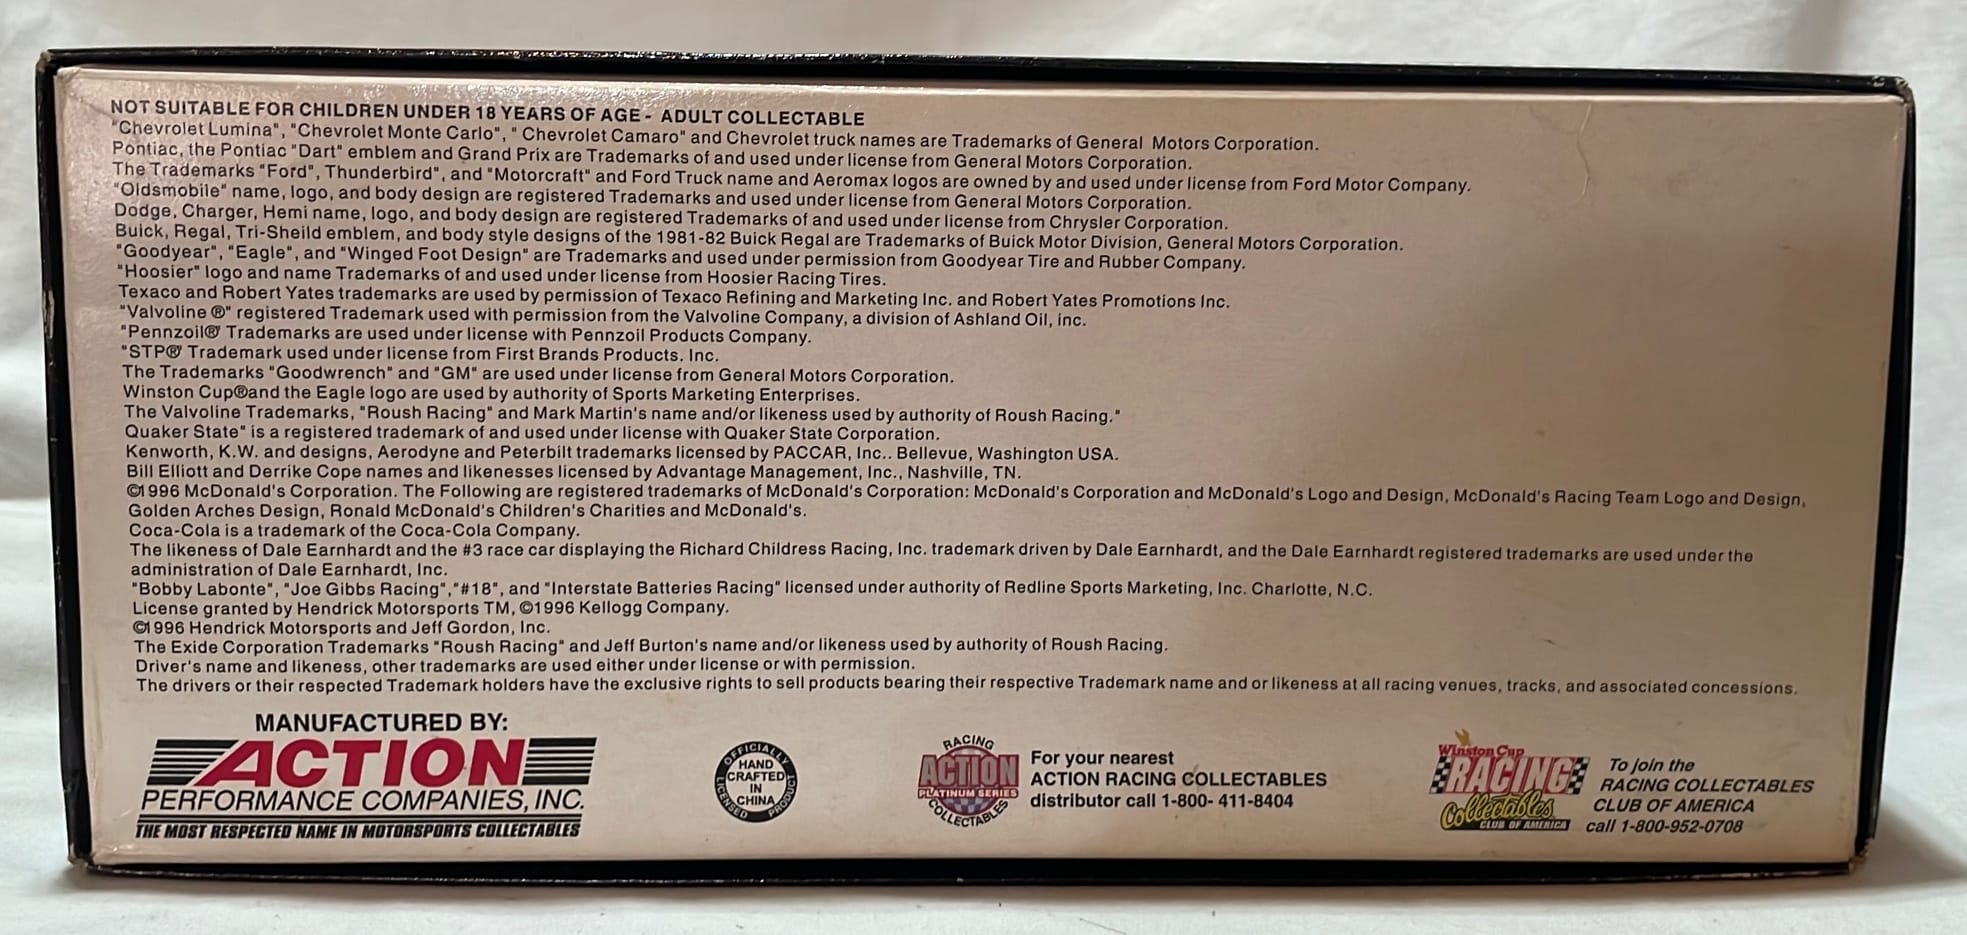 NOT SUITABLE FOR CHILDREN UNDER 18 YEARS OF AGE - ADULT COLLECTABLE
"Chevrolet Lumina", "Chevrolet Monte Carlo", " Chevrolet Camaro" and Chevrolet truck names are Trademarks of General Motors Corporation.
Pontiac, the Pontiac "Dart" emblem and Grand Prix are Trademarks of and used under license from General Motors Corporation.
The Trademarks "Ford", Thunderbird", and "Motorcraft" and Ford Truck name and Aeromax logos are owned by and used under license from Ford Motor Company.
"Oldsmobile" name, logo, and body design are registered Trademarks and used under license from General Motors Corporation.
Dodge, Charger, Hemi name, logo, and body design are registered Trademarks of and used under license from Chrysler Corporation.
Buick, Regal, Tri-Sheild emblem, and body style designs of the 1981-82 Buick Regal are Trademarks of Buick Motor Division, General Motors Corporation.
"Goodyear", "Eagle", and "Winged Foot Design" are Trademarks and used under permission from Goodyear Tire and Rubber Company.
"Hoosier" logo and name Trademarks of and used under license from Hoosier Racing Tires.
Texaco and Robert Yates trademarks are used by permission of Texaco Refining and Marketing Inc. and Robert Yates Promotions Inc.
"Valvoline ®" registered Trademark used with permission from the Valvoline Company, a division of Ashland Oil, inc.
"Pennzoil®" Trademarks are used under license with Pennzoil Products Company.
"STP®" Trademark used under license from First Brands Products. Inc.
The Trademarks "Goodwrench" and "GM" are used under license from General Motors Corporation.
Winston Cup®and the Eagle logo are used by authority of Sports Marketing Enterprises.
The Valvoline Trademarks, "Roush Racing" and Mark Martin's name and/or likeness used by authority of Roush Racing."
Quaker State" is a registered trademark of and used under license with Quaker State Corporation.
Kenworth, K.W. and designs, Aerodyne and Peterbilt trademarks licensed by PACCAR, Inc.. Bellevue, Washington USA.
Bill Elliott and Derrike Cope names and likenesses licensed by Advantage Management, Inc., Nashville, TN.
©1996 McDonald's Corporation. The Following are registered trademarks of McDonald's Corporation: McDonald's Corporation and McDonald's Logo and Design, McDonald's Racing Team Logo and Design,
Golden Arches Design, Ronald McDonald's Children's Charities and McDonald's.
Coca-Cola is a trademark of the Coca-Cola Company.
The likeness of Dale Earnhardt and the #3 race car displaying the Richard Childress Racing, Inc. trademark driven by Dale Earnhardt, and the Dale Earnhardt registered trademarks are used under the
administration of Dale Earnhardt, Inc.
"Bobby Labonte", "Joe Gibbs Racing","#18", and "Interstate Batteries Racing" licensed under authority of Redline Sports Marketing, Inc. Charlotte, N.C.
License granted by Hendrick Motorsports TM, ©1996 Kellogg Company.
©1996 Hendrick Motorsports and Jeff Gordon, Inc.
The Exide Corporation Trademarks "Roush Racing" and Jeff Burton's name and/or likeness used by authority of Roush Racing.
Driver's name and likeness, other trademarks are used either under license or with permission.
The drivers or their respected Trademark holders have the exclusive rights to sell products bearing their respective Trademark name and or likeness at all racing venues, tracks, and associated concessions.
MANUFACTURED BY:
ACTION
PERFORMANCE COMPANIES, INC.
THE MOST RESPECTED NAME IN MOTORSPORTS COLLECTABLES
OFFICIALLY LICENSED PRODUCT
HAND
CRAFTED
IN
CHINA
RACING
ACTION
PLATINUM SERIES
COLLECTABLES
For your nearest
ACTION RACING COLLECTABLES
distributor call 1-800- 411-8404
Winston Cup
RACING
Collectables
CLUB OF AMERICA
To join the
RACING COLLECTABLES
CLUB OF AMERICA
call 1-800-952-0708